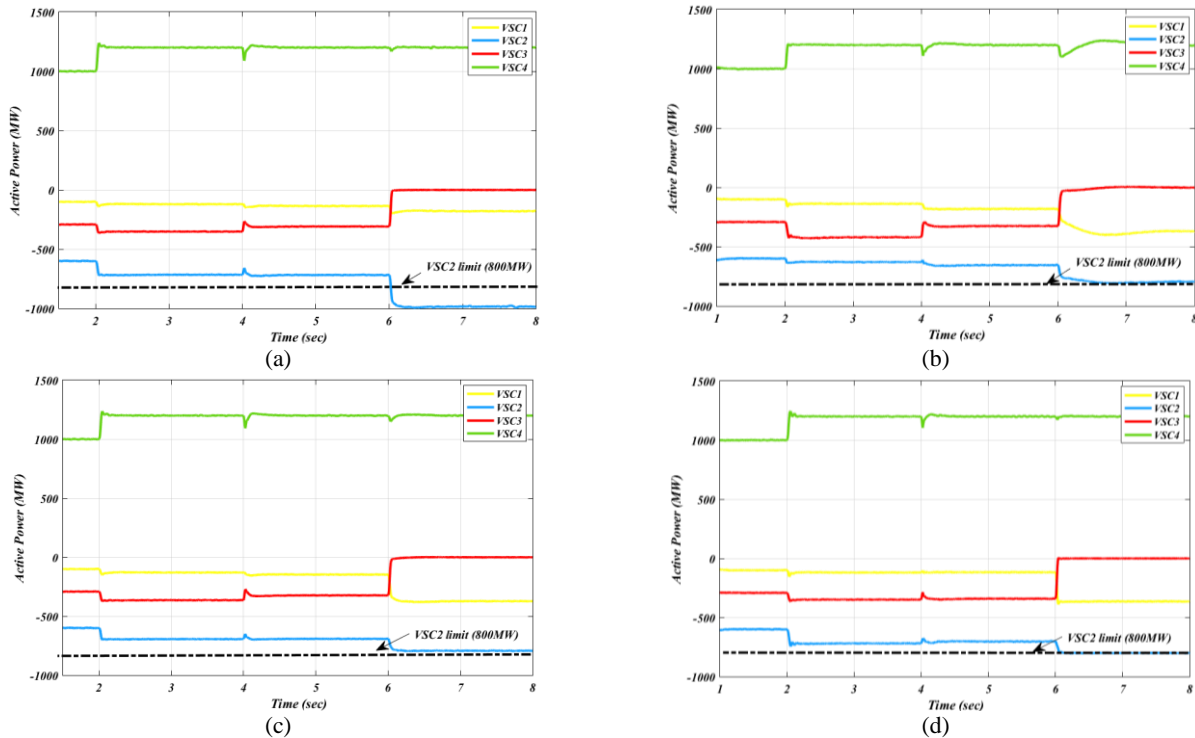 1500
1000
500
0
-500
-1000
Active Power (MW)
VSC1
VSC2
VSC3
VSC4
VSC2 limit (800MW)
2
3
4
5
6
7
8
Time (sec)
(a)
1500
1000
500
0
-500
-1000
Active Power (MW)
VSC1
VSC2
VSC3
VSC4
VSC2 limit (800MW)
1
2
3
4
5
6
7
8
Time (sec)
(b)
1500
1000
500
0
-500
-1000
Active Power (MW)
VSC1
VSC2
VSC3
VSC4
VSC2 limit (800MW)
2
3
4
5
6
7
8
Time (sec)
(c)
1500
1000
500
0
-500
-1000
Active Power (MW)
VSC1
VSC2
VSC3
VSC4
VSC2 limit (800MW)
1
2
3
4
5
6
7
8
Time (sec)
(d)